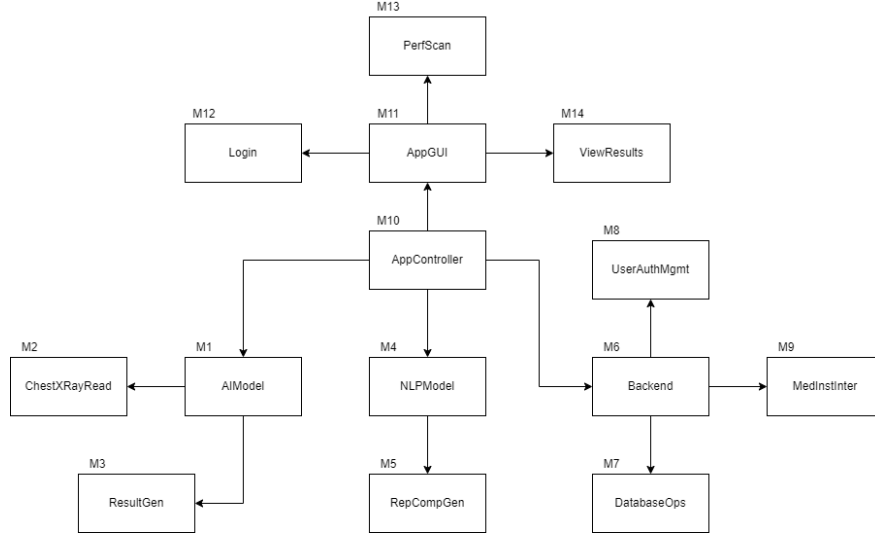 M13
PerfScan
M12
M11
M14
Login
AppGUI
ViewResults
M10
AppController
M8
UserAuthMgmt
M2
M1
M4
M6
M9
ChestXRayRead
AIModel
NLPModel
Backend
MedInstInter
M3
M5
M7
ResultGen
RepCompGen
DatabaseOps